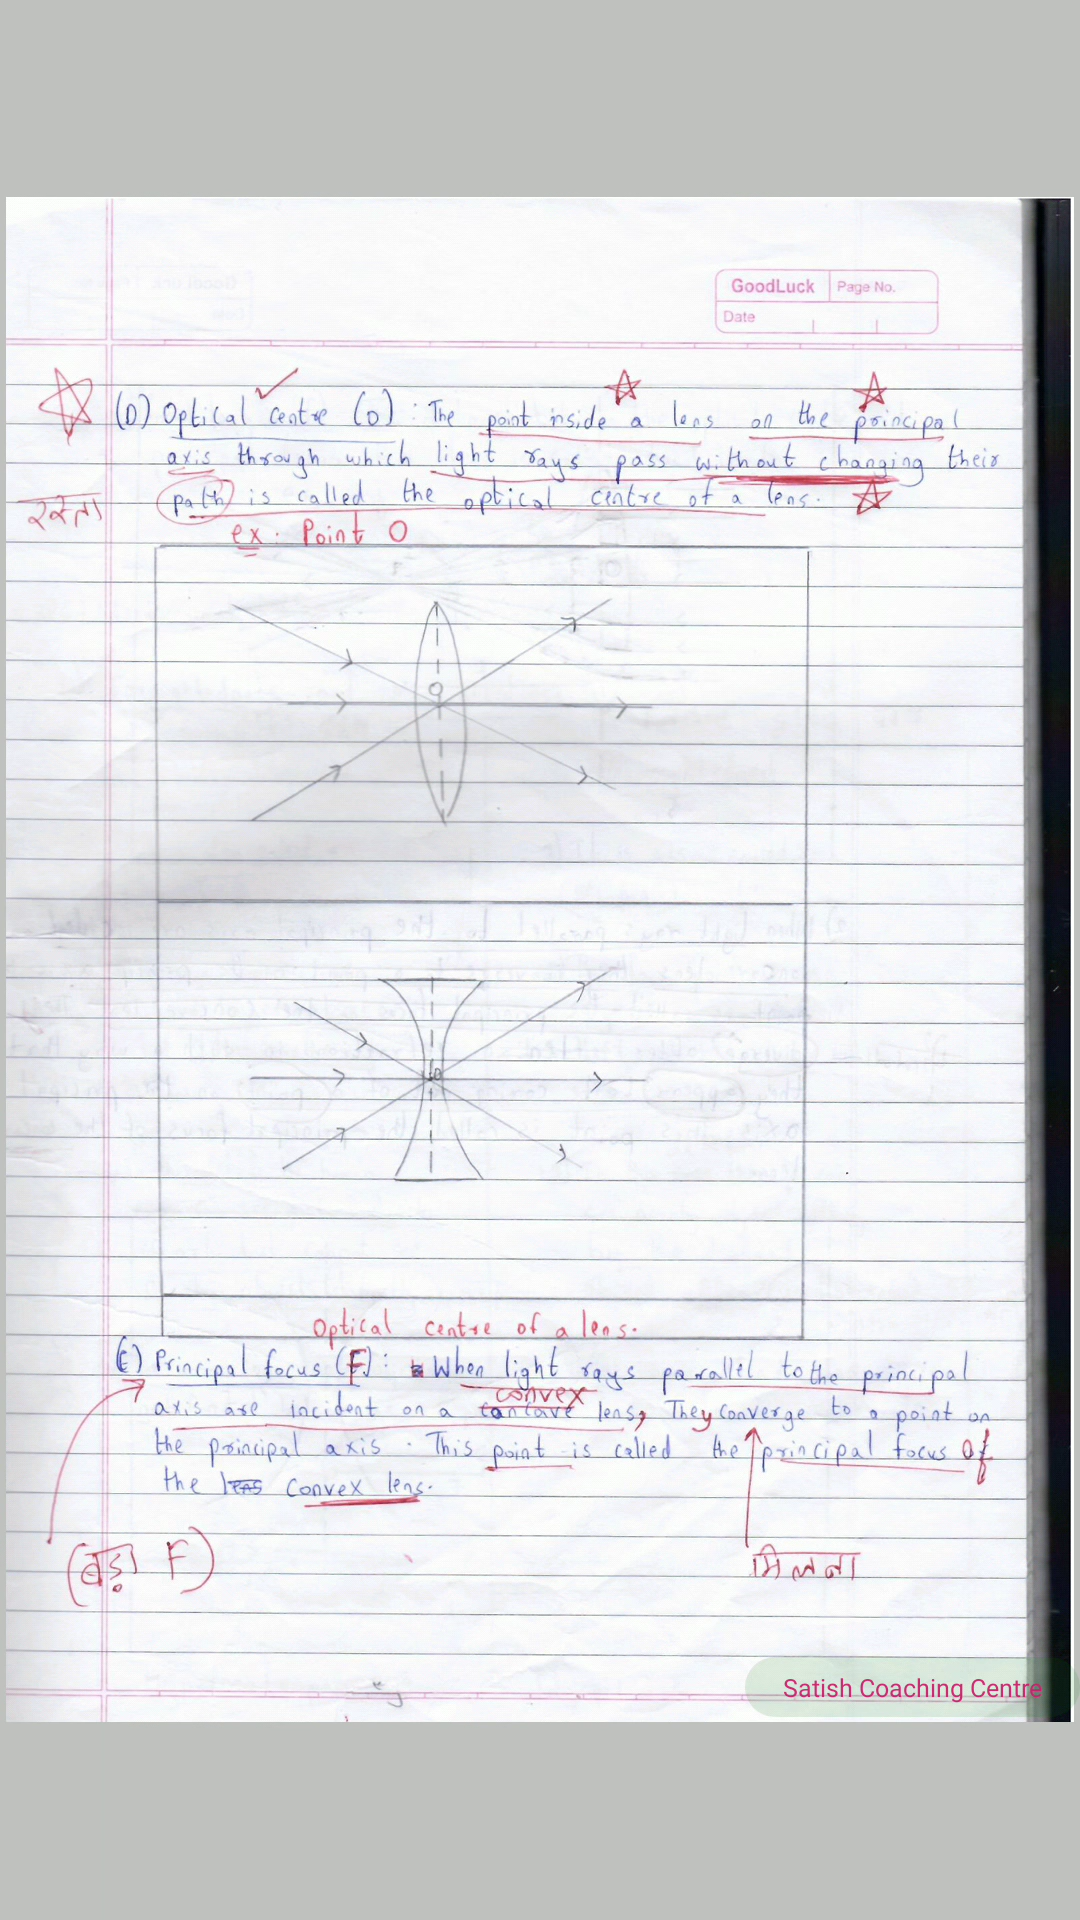 GoodLuck
Page No.
Date
(D) Optical centre (O) : The point inside a lens on the principal
axis through which light rays pass without changing their
path is called the optical centre of a lens.
रस्ता
ex. Point O
O
O
Optical centre of a lens.
(E) Principal focus (F) : When light rays parallel to the principal
convex
axis are incident on a concave lens, They converge to a point on
the principal axis. This point is called the principal focus of
the lens convex lens.
(बड़ा F)
मिलना
Satish Coaching Centre